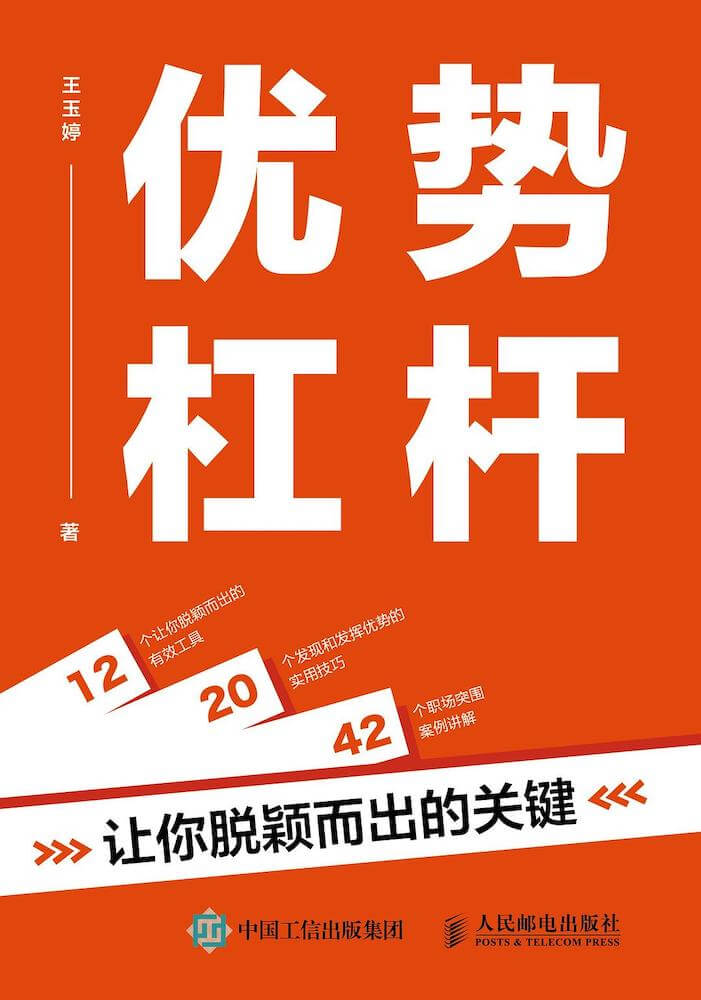 王玉婷
著
优势
杠杆
12
个让你脱颖而出的
有效工具
20
个发现和发挥优势的
实用技巧
42
个职场突围
案例讲解
让你脱颖而出的关键
中国工信出版集团
人民邮电出版社
POSTS & TELECOM PRESS